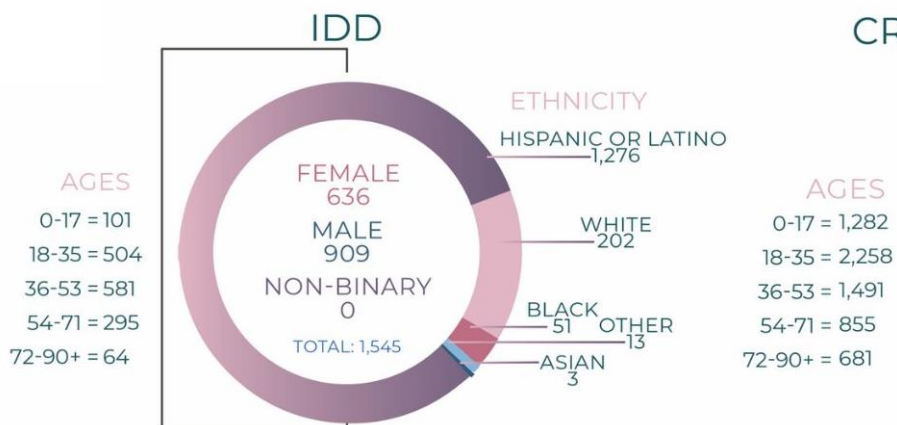 IDD
CR
AGES
0-17 = 101
18-35 = 504
36-53 = 581
54-71 = 295
72-90+ = 64
FEMALE
636
MALE
909
NON-BINARY
0
TOTAL: 1,545
ETHNICITY
HISPANIC OR LATINO
1,276
WHITE
202
BLACK
51
OTHER
13
ASIAN
3
AGES
0-17 = 1,282
18-35 = 2,258
36-53 = 1,491
54-71 = 855
72-90+ = 681